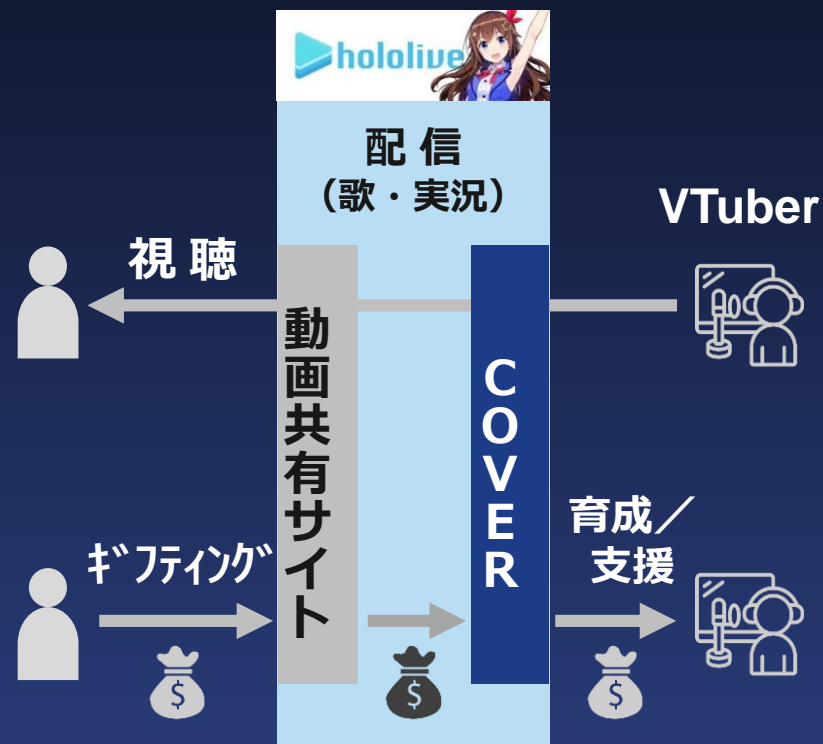 hololive
配 信
（歌・実況）
VTuber
視 聴
動画共有サイト
COVER
育成／
支援
ｷﾞﾌﾃｨﾝｸﾞ
$
$
$